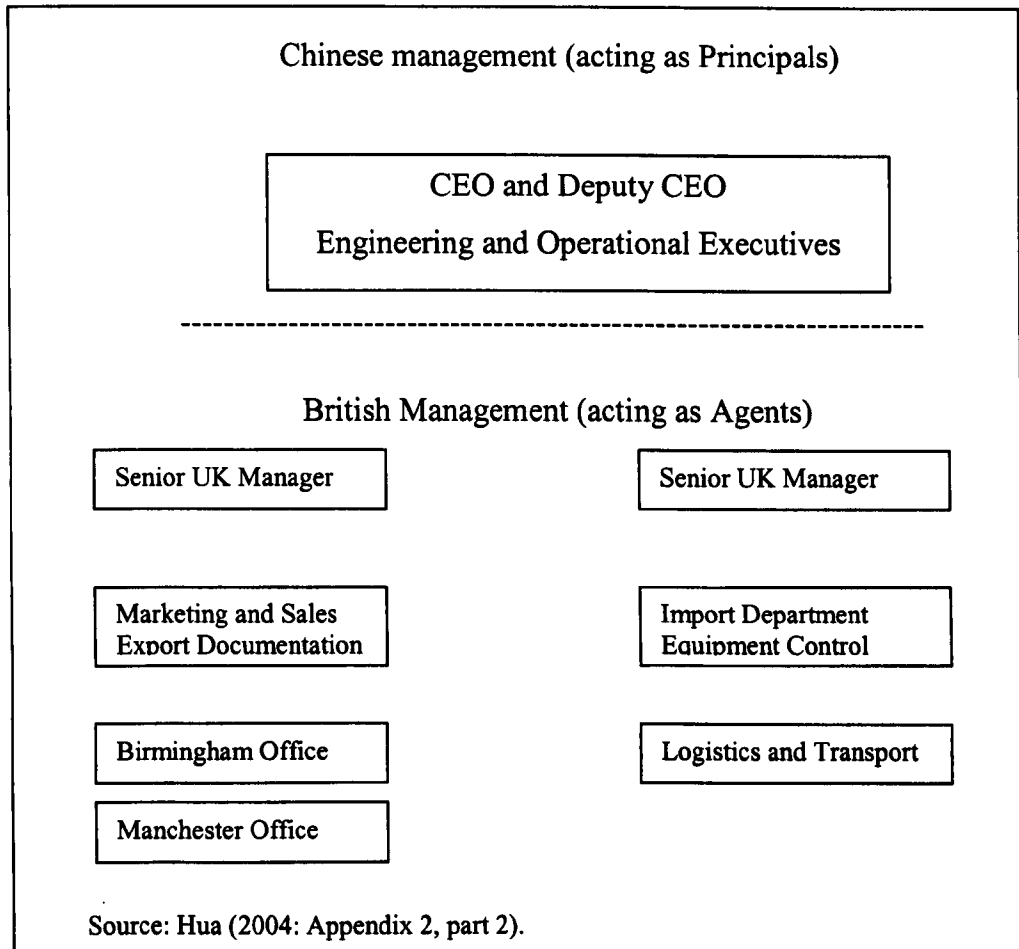 Chinese management (acting as Principals)
CEO and Deputy CEO
Engineering and Operational Executives
British Management (acting as Agents)
Senior UK Manager
Marketing and Sales
Export Documentation
Birmingham Office
Manchester Office
Senior UK Manager
Import Department
Equipment Control
Logistics and Transport
Source: Hua (2004: Appendix 2, part 2).